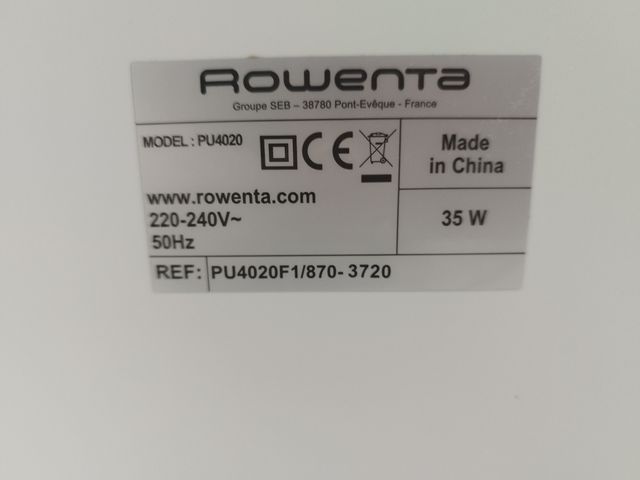 Rowenta
Groupe SEB – 38780 Pont-Evêque - France
MODEL : PU4020
CE
Made
in China
www.rowenta.com
220-240V~
50Hz
35 W
REF: PU4020F1/870- 3720